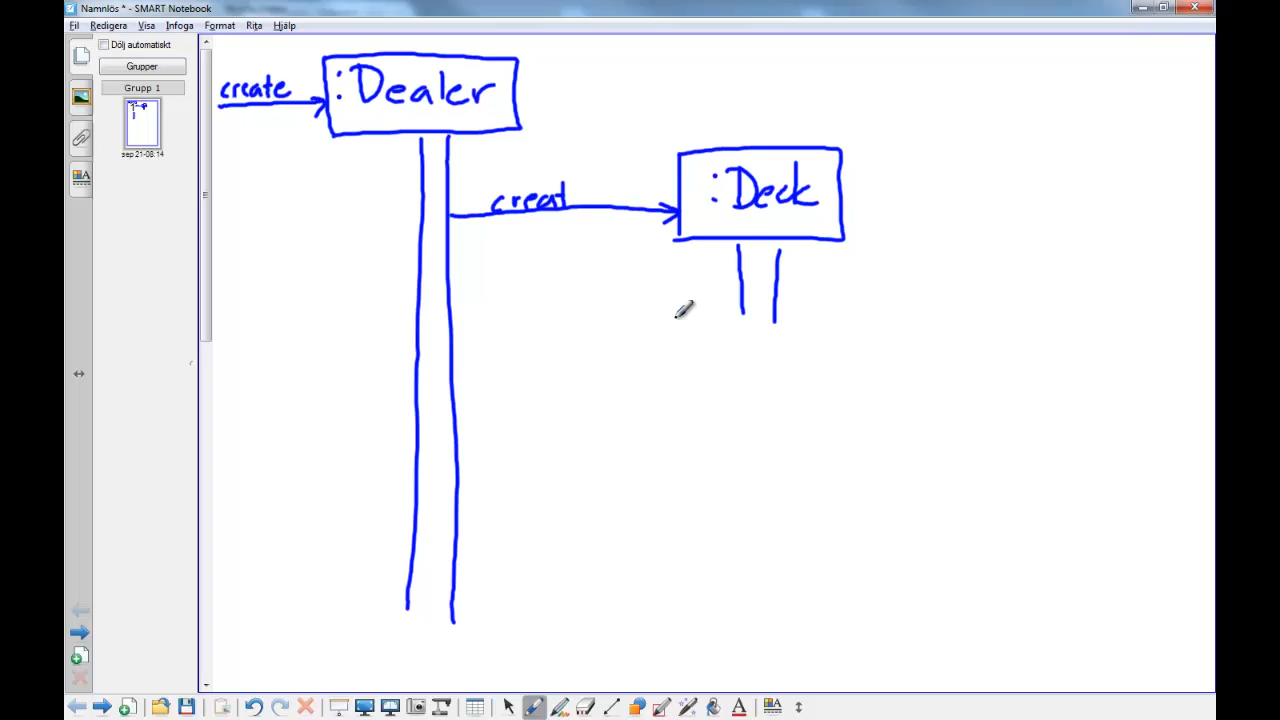 Namnlös * - SMART Notebook
Fil Redigera Visa Infoga Format Rita Hjälp
Dölj automatiskt
Grupper
Grupp 1
sep 21-08.14
create
:Dealer
creat
:Deck